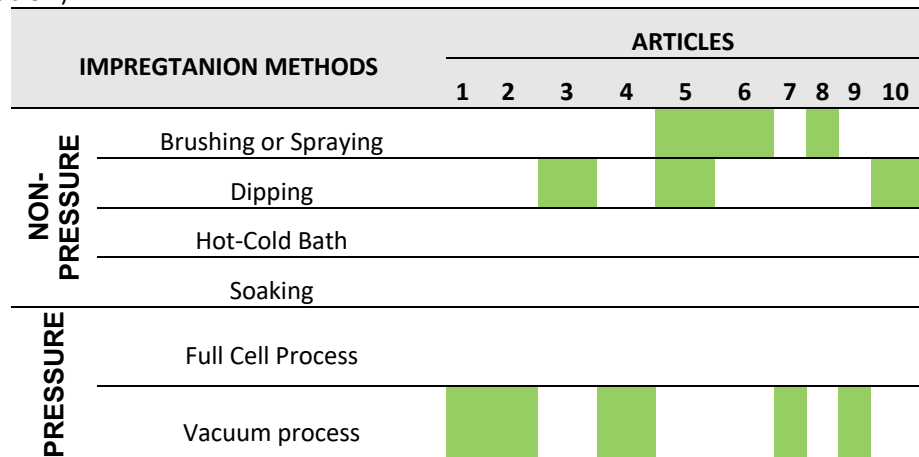 ARTICLES
IMPREGTANION METHODS
1 2 3 4 5 6 7 8 9 10
NON-
PRESSURE
Brushing or Spraying
Dipping
Hot-Cold Bath
Soaking
PRESSURE
Full Cell Process
Vacuum process